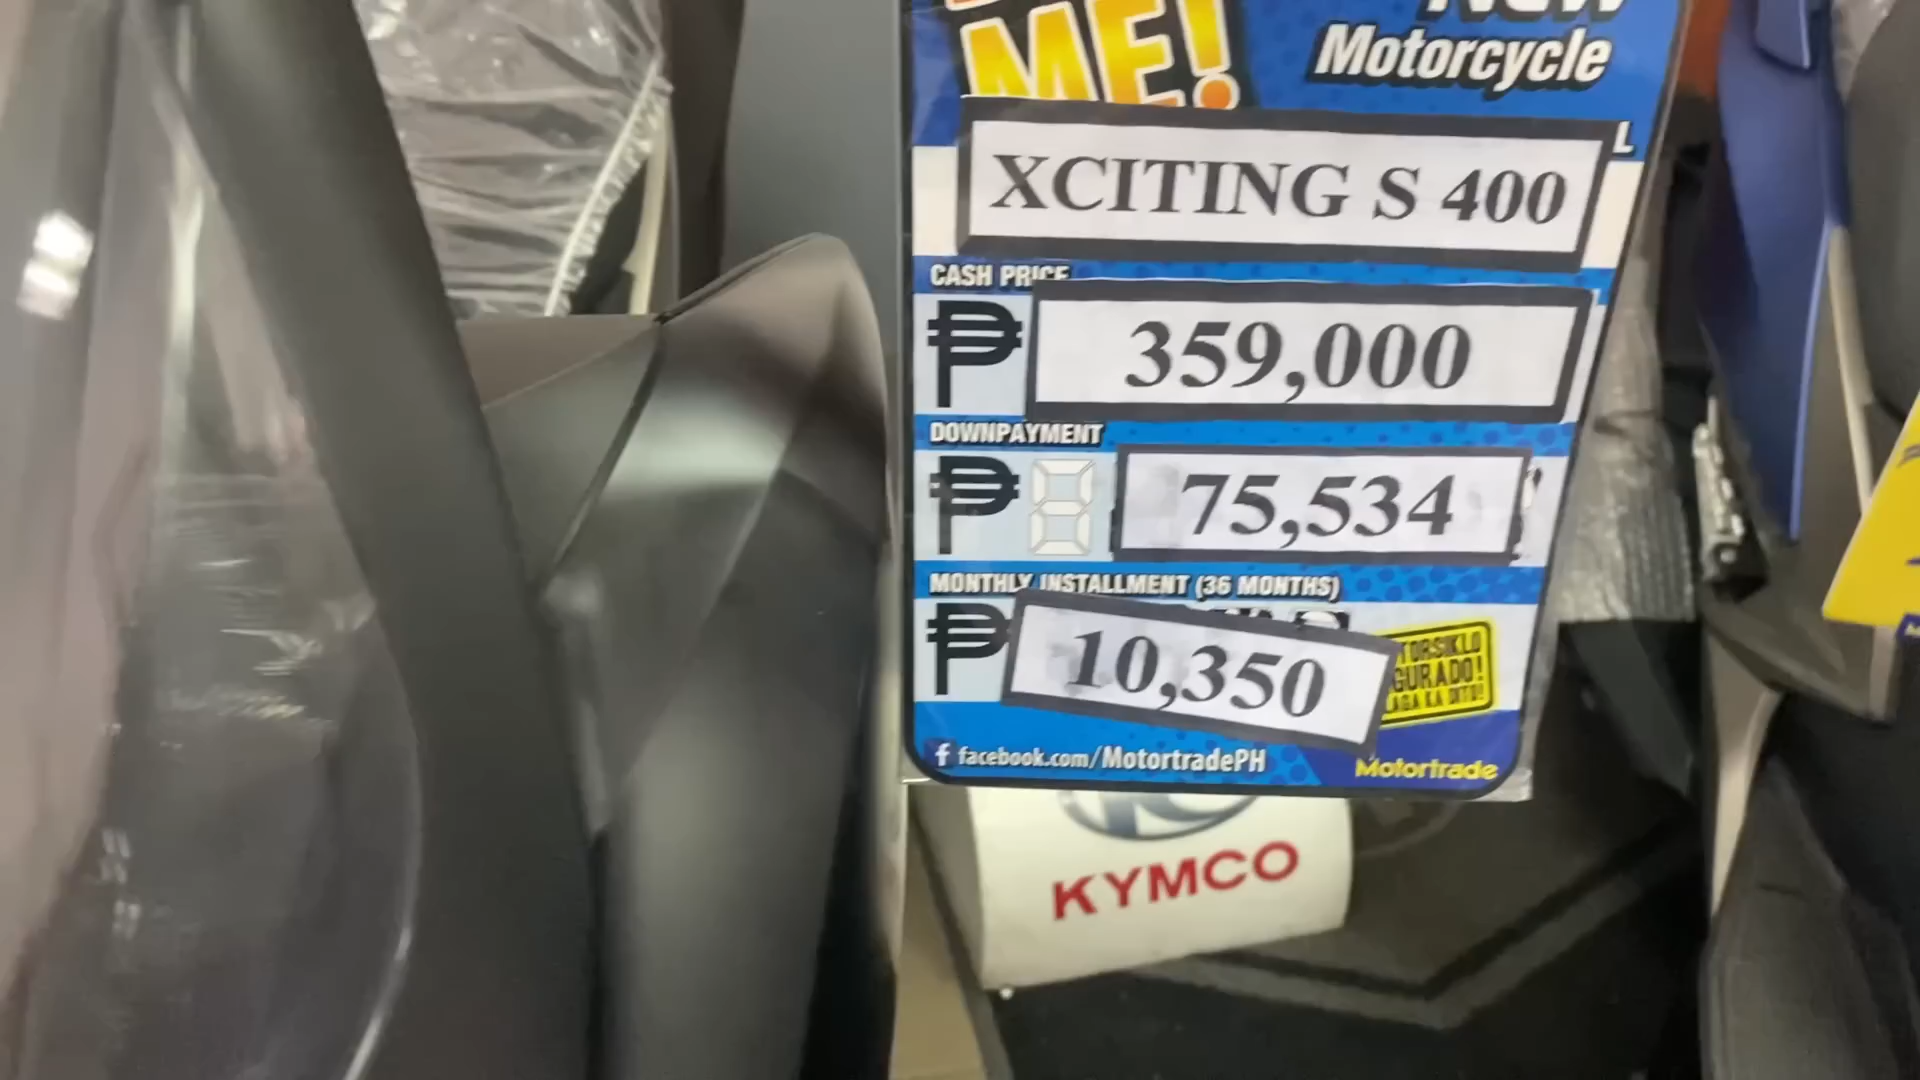 ME!
New
Motorcycle
XCITING S 400
CASH PRICE
₱ 359,000
DOWNPAYMENT
₱ 75,534
MONTHLY INSTALLMENT (36 MONTHS)
₱ 10,350
facebook.com/MotortradePH
Motortrade
KYMCO